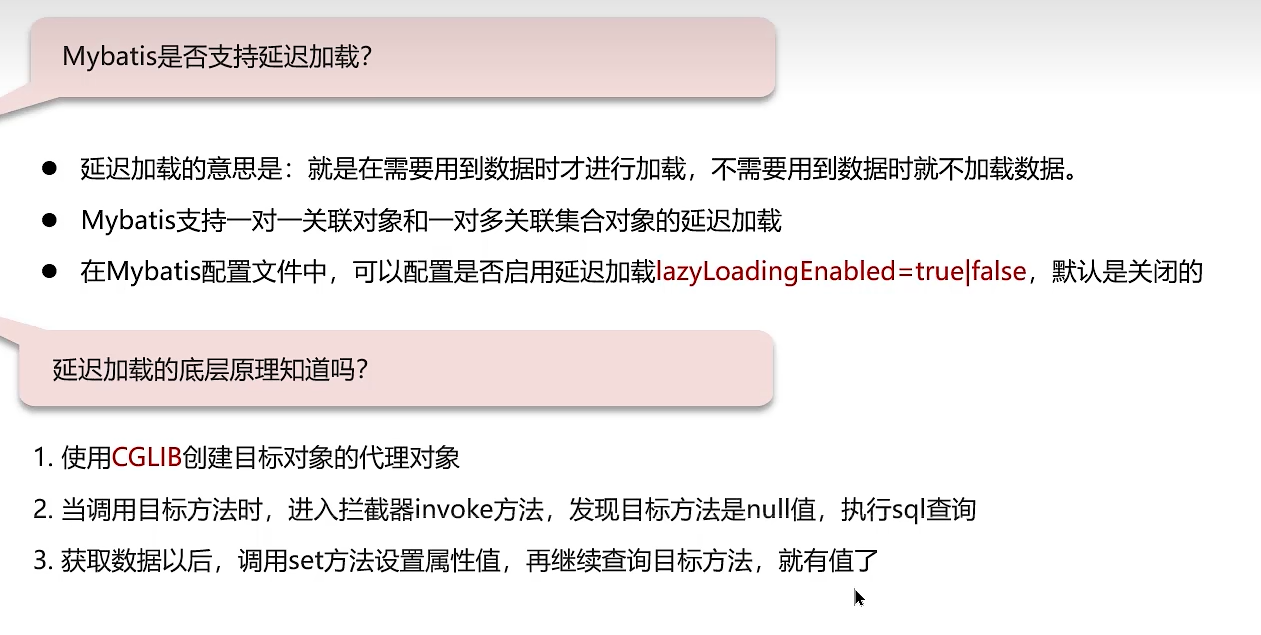 Mybatis是否支持延迟加载？
● 延迟加载的意思是：就是在需要用到数据时才进行加载，不需要用到数据时就不加载数据。
● Mybatis支持一对一关联对象和一对多关联集合对象的延迟加载
● 在Mybatis配置文件中，可以配置是否启用延迟加载lazyLoadingEnabled=true|false，默认是关闭的
延迟加载的底层原理知道吗？
1. 使用CGLIB创建目标对象的代理对象
2. 当调用目标方法时，进入拦截器invoke方法，发现目标方法是null值，执行sql查询
3. 获取数据以后，调用set方法设置属性值，再继续查询目标方法，就有值了